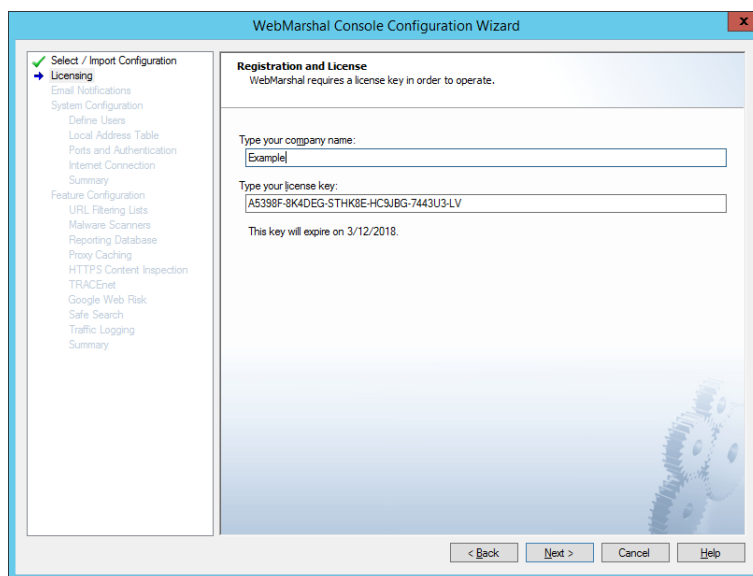 WebMarshal Console Configuration Wizard
x
Select / Import Configuration
Licensing
Email Notifications
System Configuration
Define Users
Local Address Table
Ports and Authentication
Internet Connection
Summary
Feature Configuration
URL Filtering Lists
Malware Scanners
Reporting Database
Proxy Caching
HTTPS Content Inspection
TRACEnet
Google Web Risk
Safe Search
Traffic Logging
Summary
Registration and License
WebMarshal requires a license key in order to operate.
Type your company name:
Example
Type your license key:
A5398F-8K4DEG-STHK8E-HC9JBG-7443U3-LV
This key will expire on 3/12/2018.
< Back
Next >
Cancel
Help